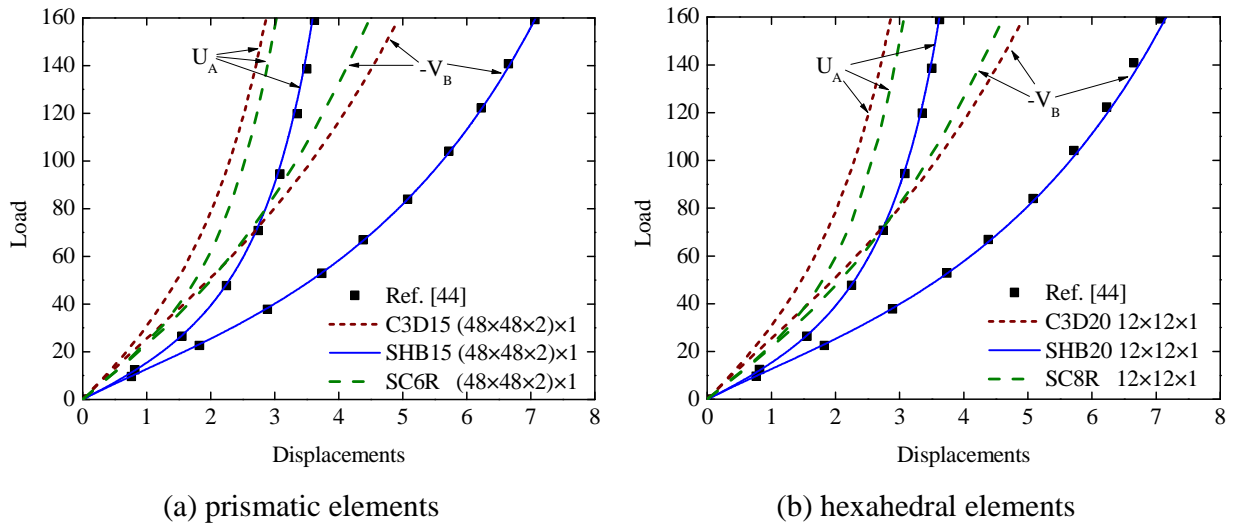 160
140
120
100
80
60
40
20
0
Load
U_A
-V_B
Ref. [44]
C3D15 (48×48×2)×1
SHB15 (48×48×2)×1
SC6R (48×48×2)×1
0 1 2 3 4 5 6 7 8
Displacements
(a) prismatic elements
160
140
120
100
80
60
40
20
0
Load
U_A
-V_B
Ref. [44]
C3D20 12×12×1
SHB20 12×12×1
SC8R 12×12×1
0 1 2 3 4 5 6 7 8
Displacements
(b) hexahedral elements